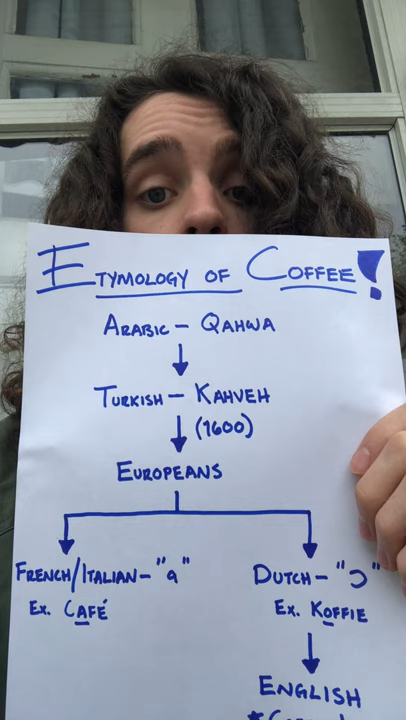 ETYMOLOGY OF COFFEE!
ARABIC – QAHWA
TURKISH – KAHVEH
(1600)
EUROPEANS
FRENCH/ITALIAN – "a"
EX. CAFÉ
DUTCH – "ɔ"
EX. KOFFIE
ENGLISH